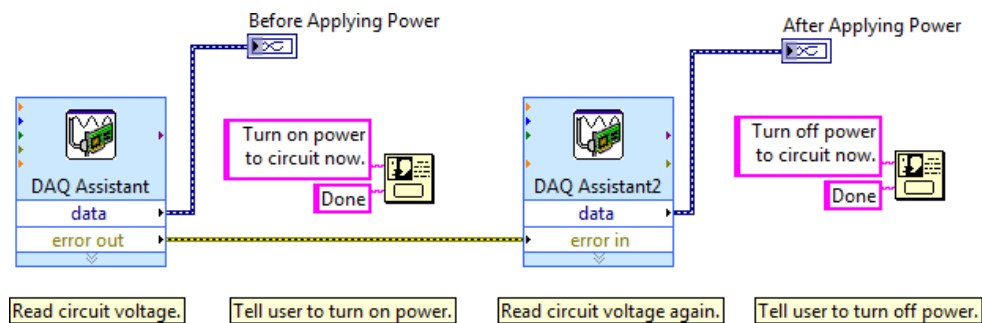 Before Applying Power
After Applying Power
Turn on power
to circuit now.
Done
Turn off power
to circuit now.
Done
DAQ Assistant
data
error out
DAQ Assistant2
data
error in
Read circuit voltage.
Tell user to turn on power.
Read circuit voltage again.
Tell user to turn off power.